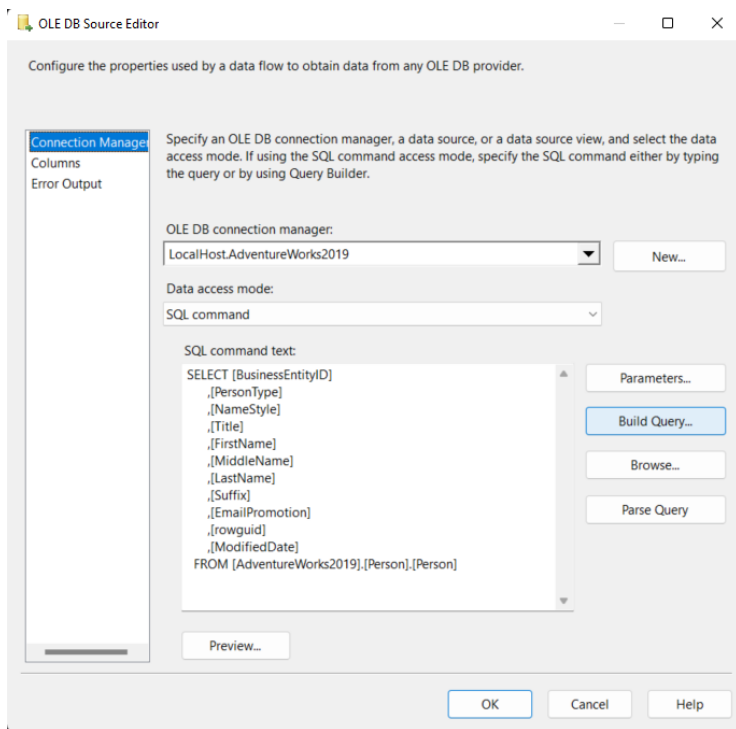 OLE DB Source Editor
Configure the properties used by a data flow to obtain data from any OLE DB provider.
Connection Manager
Columns
Error Output
Specify an OLE DB connection manager, a data source, or a data source view, and select the data
access mode. If using the SQL command access mode, specify the SQL command either by typing
the query or by using Query Builder.
OLE DB connection manager:
LocalHost.AdventureWorks2019
New...
Data access mode:
SQL command
SQL command text:
SELECT [BusinessEntityID]
,[PersonType]
,[NameStyle]
,[Title]
,[FirstName]
,[MiddleName]
,[LastName]
,[Suffix]
,[EmailPromotion]
,[rowguid]
,[ModifiedDate]
FROM [AdventureWorks2019].[Person].[Person]
Parameters...
Build Query...
Browse...
Parse Query
Preview...
OK
Cancel
Help